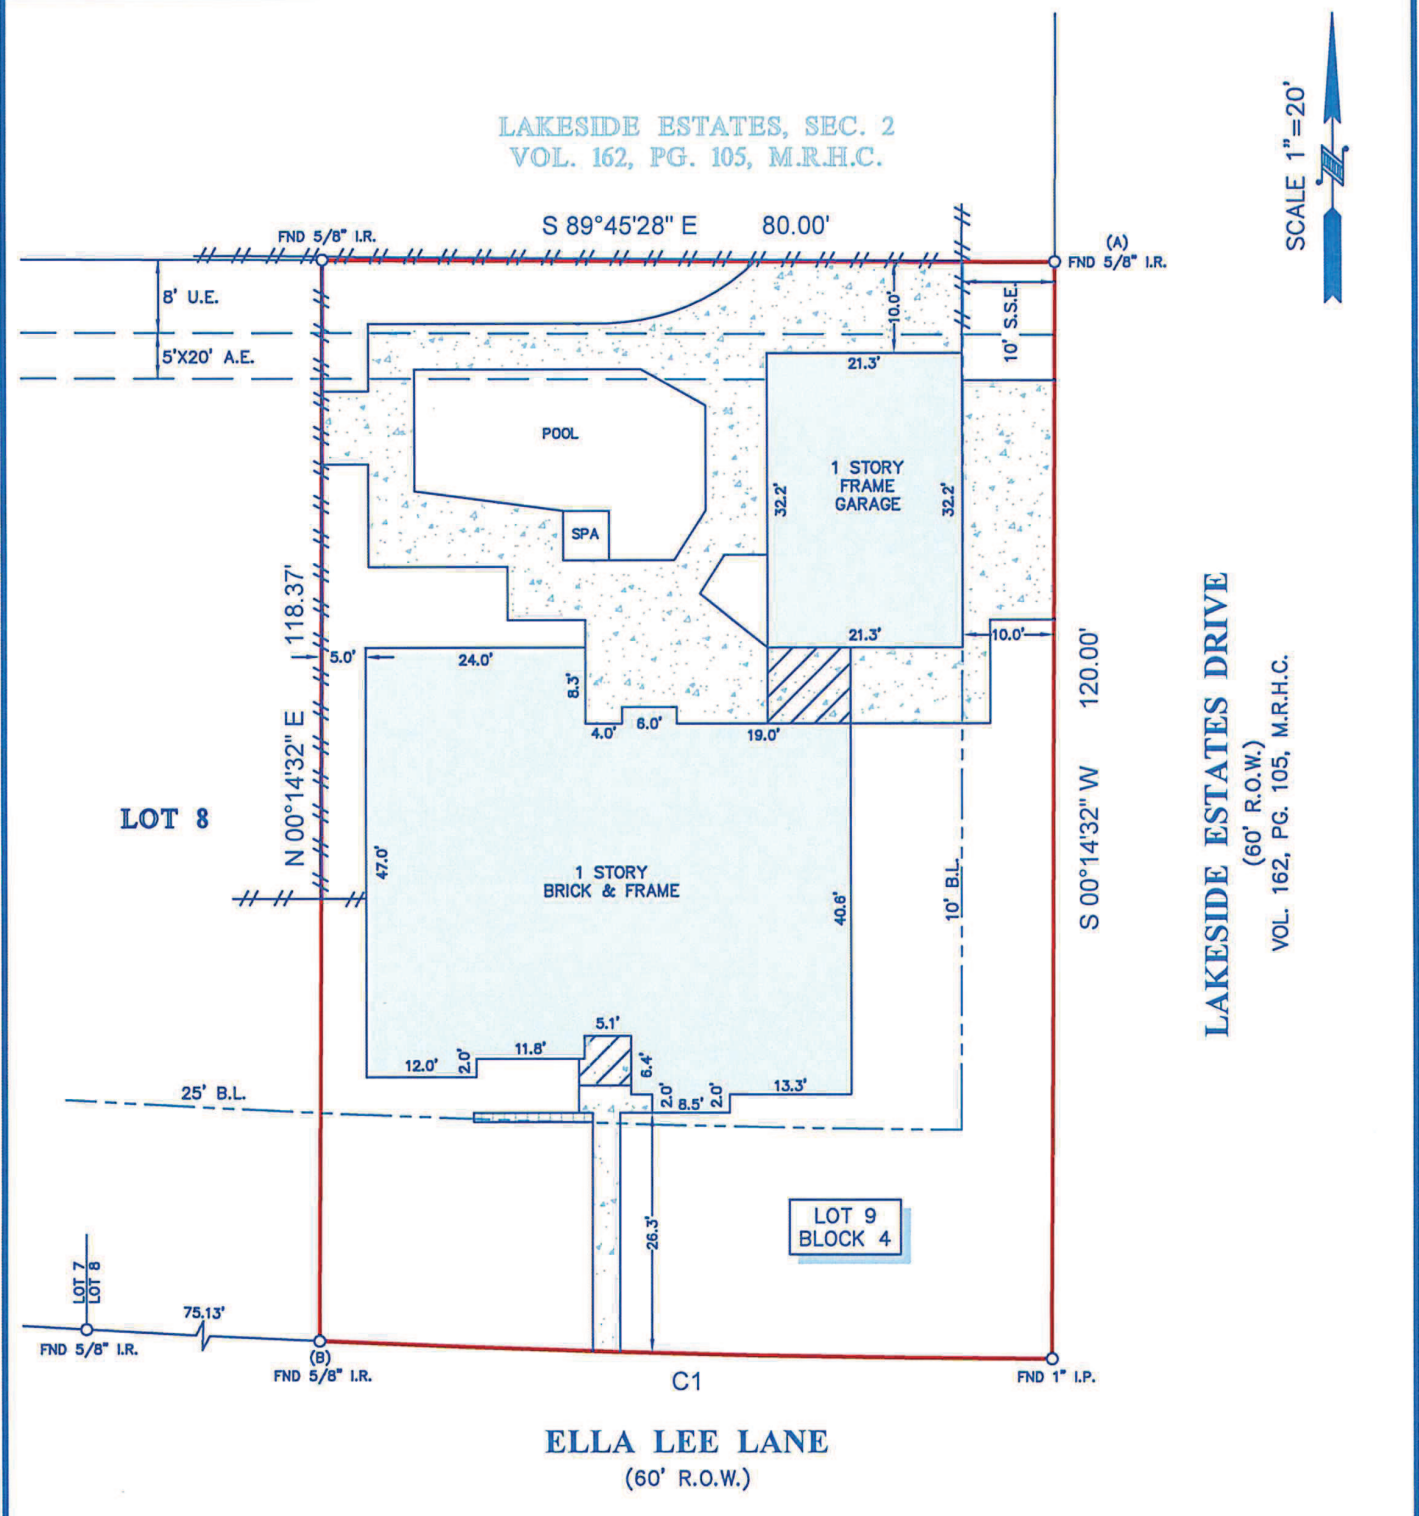 LAKESIDE ESTATES, SEC. 2
VOL. 162, PG. 105, M.R.H.C.
SCALE 1"=20'
S 89°45'28" E 80.00'
FND 5/8" I.R.
(A)
FND 5/8" I.R.
8' U.E.
5'X20' A.E.
10.0'
10' S.S.E.
21.3'
POOL
1 STORY
FRAME
GARAGE
32.2'
32.2'
SPA
21.3'
10.0'
N 00°14'32" E 118.37'
5.0'
24.0'
8.3'
4.0'
6.0'
19.0'
S 00°14'32" W 120.00'
LAKESIDE ESTATES DRIVE
(60' R.O.W.)
VOL. 162, PG. 105, M.R.H.C.
LOT 8
47.0'
1 STORY
BRICK & FRAME
40.6'
10' B.L.
5.1'
11.8'
12.0'
2.0'
6.4'
2.0'
8.5'
2.0'
13.3'
25' B.L.
26.3'
LOT 9
BLOCK 4
LOT 7
LOT 8
75.13'
FND 5/8" I.R.
(B)
FND 5/8" I.R.
C1
FND 1" I.P.
ELLA LEE LANE
(60' R.O.W.)